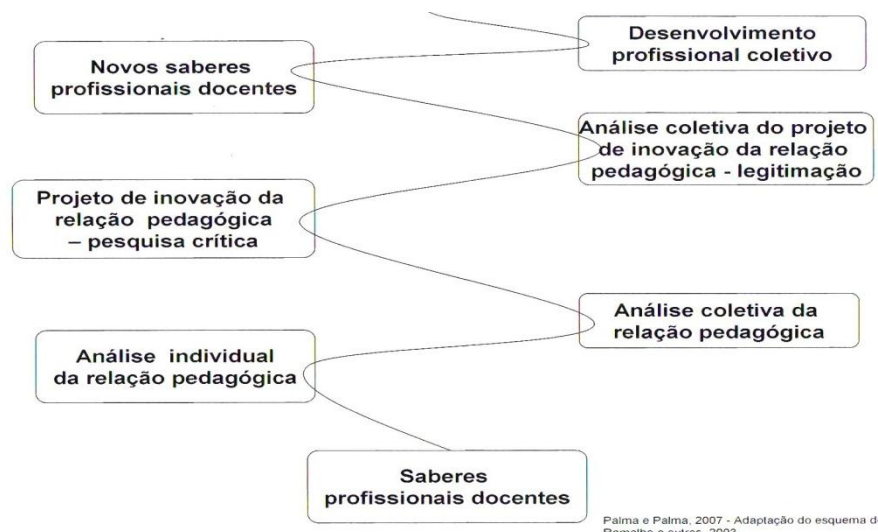 Desenvolvimento
profissional coletivo
Novos saberes
profissionais docentes
Análise coletiva do projeto
de inovação da relação
pedagógica - legitimação
Projeto de inovação da
relação pedagógica
– pesquisa crítica
Análise coletiva da
relação pedagógica
Análise individual
da relação pedagógica
Saberes
profissionais docentes
Palma e Palma, 2007 - Adaptação do esquema d